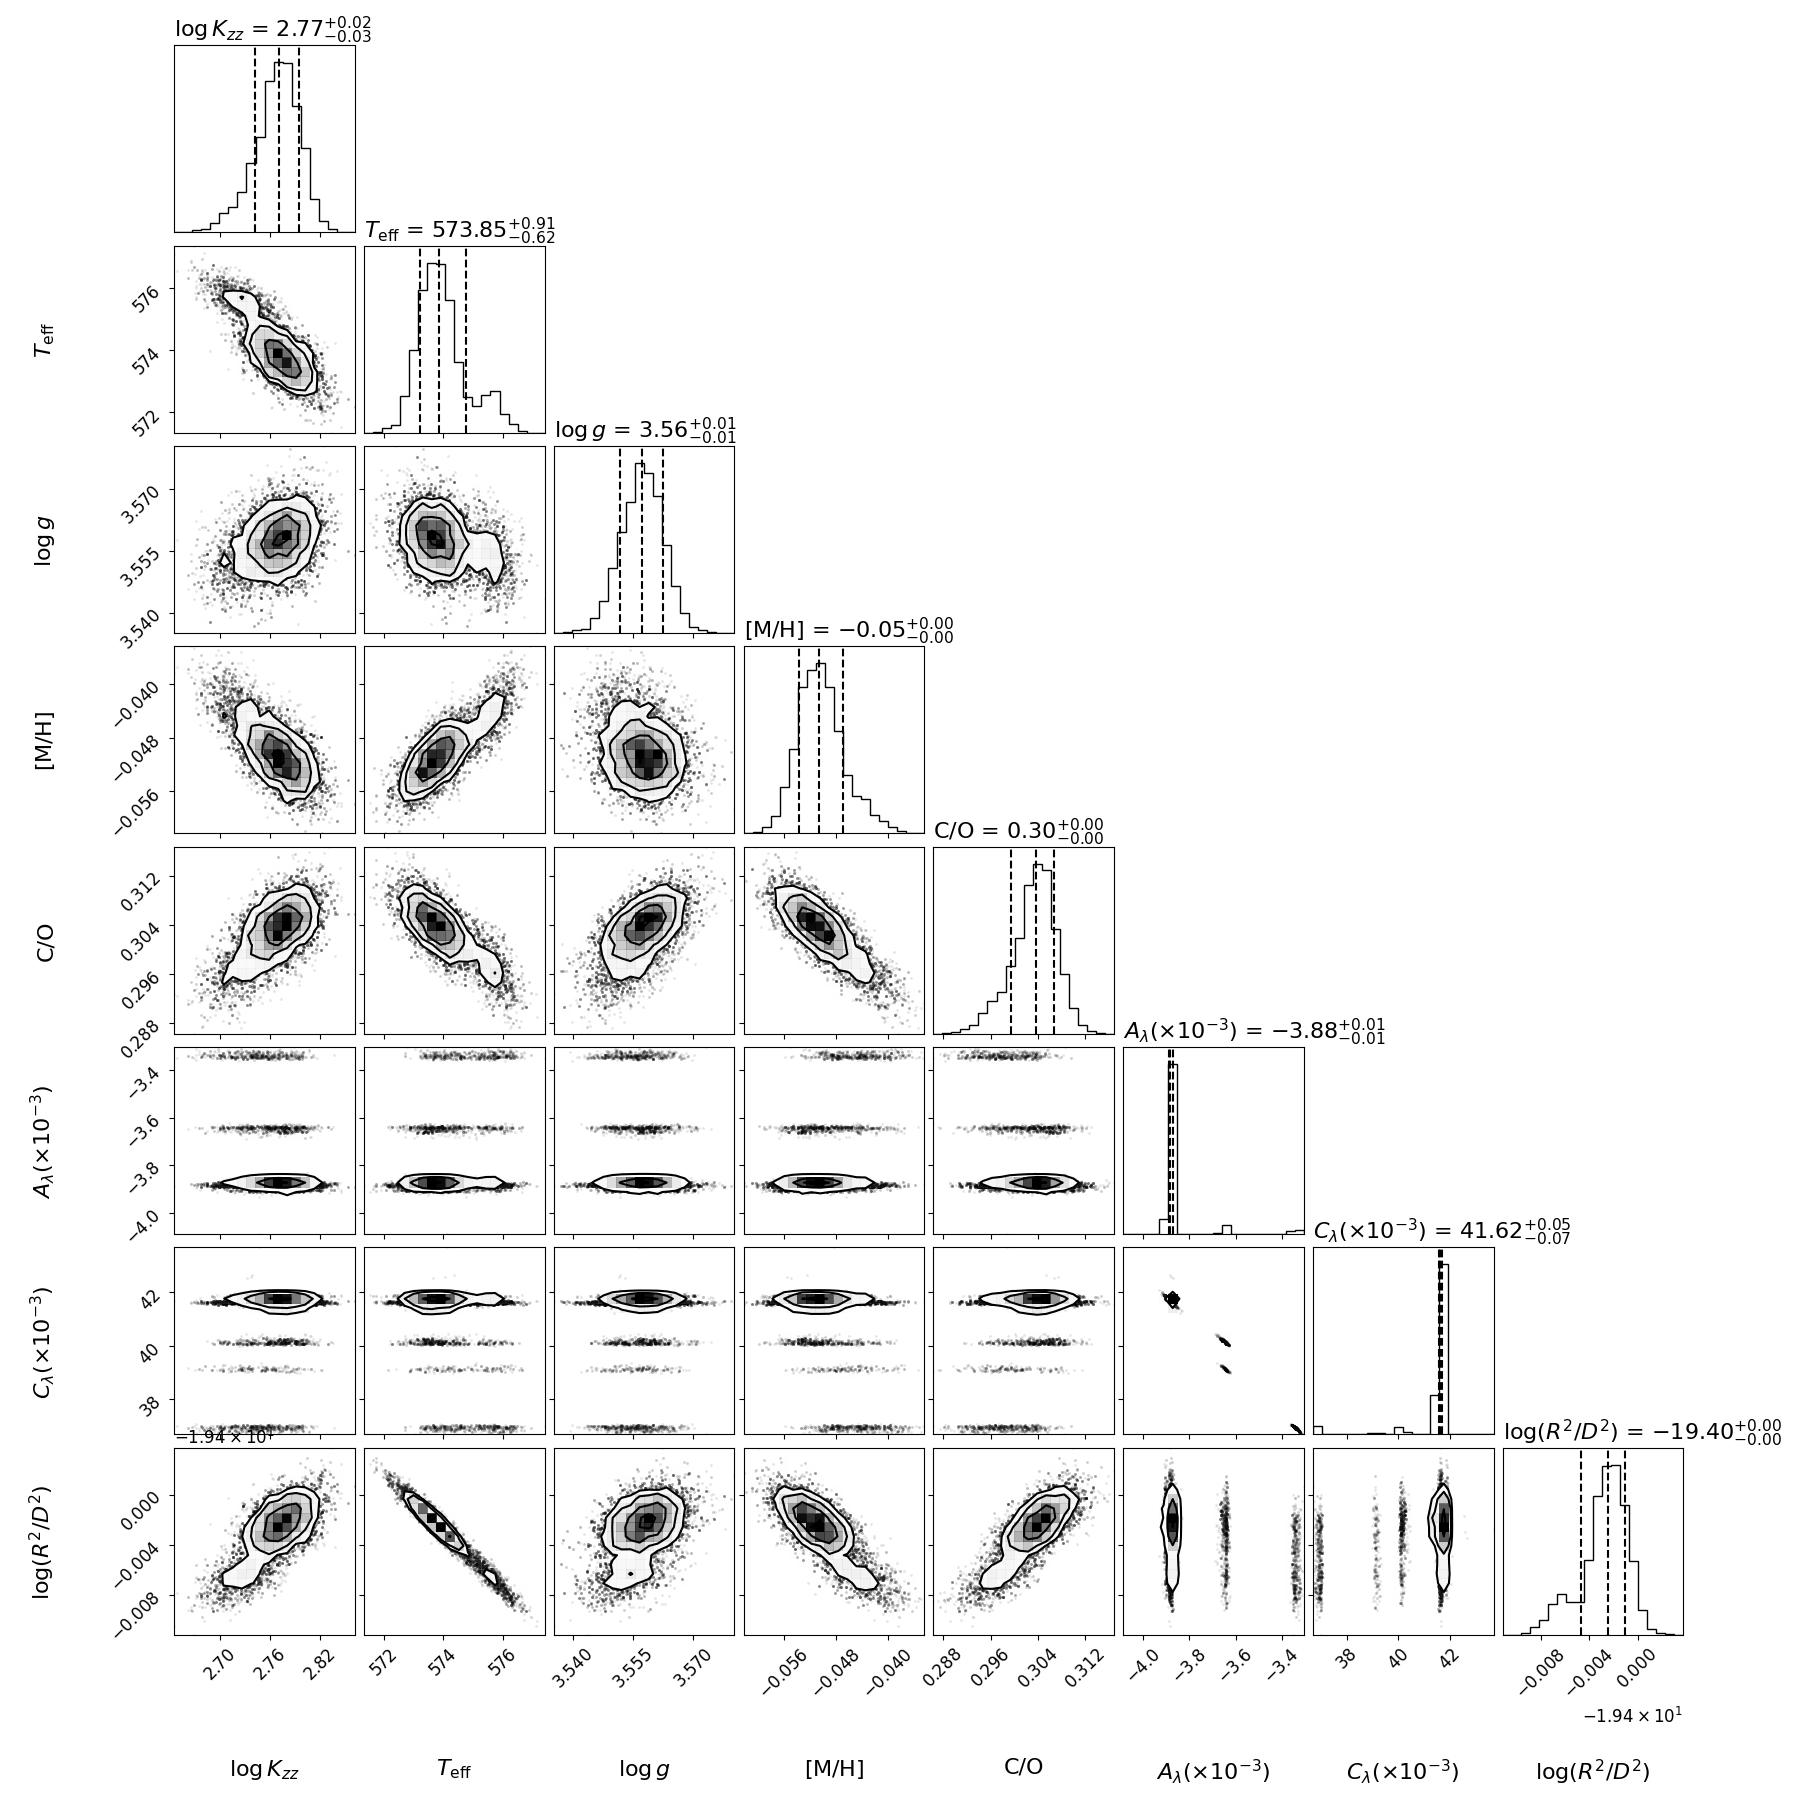 log K_zz = 2.77^{+0.02}_{−0.03}
T_eff = 573.85^{+0.91}_{−0.62}
576
574
572
T_eff
log g = 3.56^{+0.01}_{−0.01}
3.570
3.555
3.540
log g
[M/H] = −0.05^{+0.00}_{−0.00}
−0.040
−0.048
−0.056
[M/H]
C/O = 0.30^{+0.00}_{−0.00}
0.312
0.304
0.296
0.288
C/O
A_λ(×10^{−3}) = −3.88^{+0.01}_{−0.01}
−3.4
−3.6
−3.8
−4.0
A_λ(×10^{−3})
C_λ(×10^{−3}) = 41.62^{+0.05}_{−0.07}
42
40
38
C_λ(×10^{−3})
log(R^2/D^2) = −19.40^{+0.00}_{−0.00}
0.000
−0.004
−0.008
log(R^2/D^2)
2.70 2.76 2.82 572 574 576 3.540 3.555 3.570 −0.056 −0.048 −0.040 0.288 0.296 0.304 0.312 −4.0 −3.8 −3.6 −3.4 38 40 42 −0.008 −0.004 0.000
−1.94 × 10^1
log K_zz T_eff log g [M/H] C/O A_λ(×10^{−3}) C_λ(×10^{−3}) log(R^2/D^2)